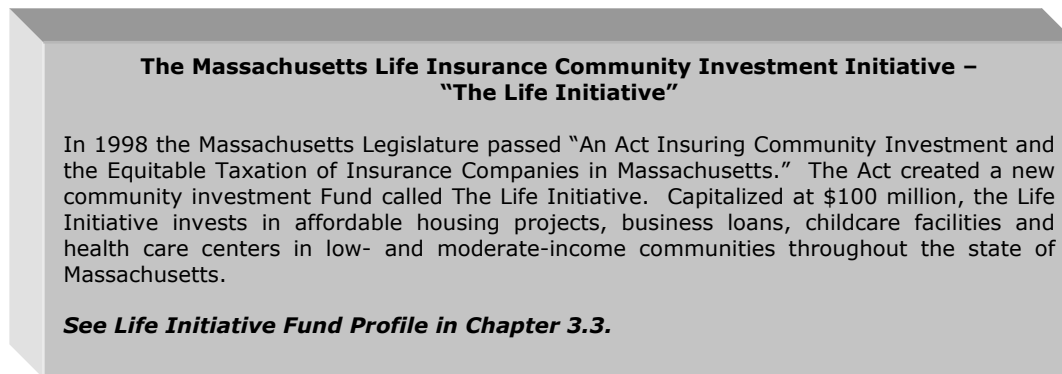 The Massachusetts Life Insurance Community Investment Initiative –
“The Life Initiative”
In 1998 the Massachusetts Legislature passed “An Act Insuring Community Investment and
the Equitable Taxation of Insurance Companies in Massachusetts.” The Act created a new
community investment Fund called The Life Initiative. Capitalized at $100 million, the Life
Initiative invests in affordable housing projects, business loans, childcare facilities and
health care centers in low- and moderate-income communities throughout the state of
Massachusetts.
See Life Initiative Fund Profile in Chapter 3.3.